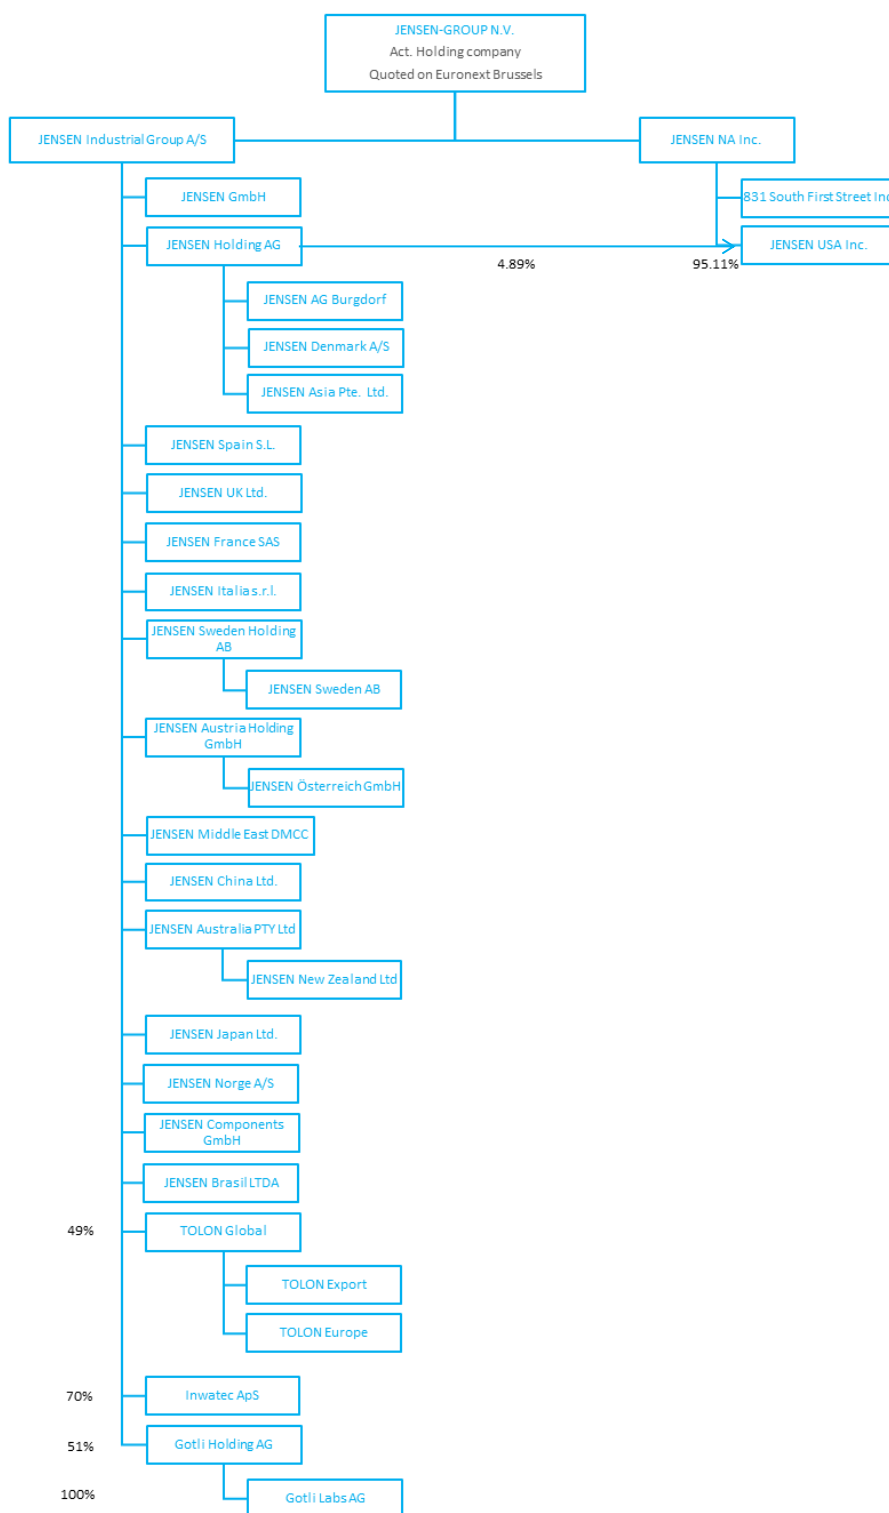 JENSEN-GROUP N.V.
Act. Holding company
Quoted on Euronext Brussels
JENSEN Industrial Group A/S
JENSEN NA Inc.
JENSEN GmbH
831 South First Street Inc
JENSEN Holding AG
JENSEN USA Inc.
4.89%
95.11%
JENSEN AG Burgdorf
JENSEN Denmark A/S
JENSEN Asia Pte. Ltd.
JENSEN Spain S.L.
JENSEN UK Ltd.
JENSEN France SAS
JENSEN Italia s.r.l.
JENSEN Sweden Holding
AB
JENSEN Sweden AB
JENSEN Austria Holding
GmbH
JENSEN Österreich GmbH
JENSEN Middle East DMCC
JENSEN China Ltd.
JENSEN Australia PTY Ltd
JENSEN New Zealand Ltd
JENSEN Japan Ltd.
JENSEN Norge A/S
JENSEN Components
GmbH
JENSEN Brasil LTDA
49%
TOLON Global
TOLON Export
TOLON Europe
70%
Inwatec ApS
51%
Gotli Holding AG
100%
Gotli Labs AG